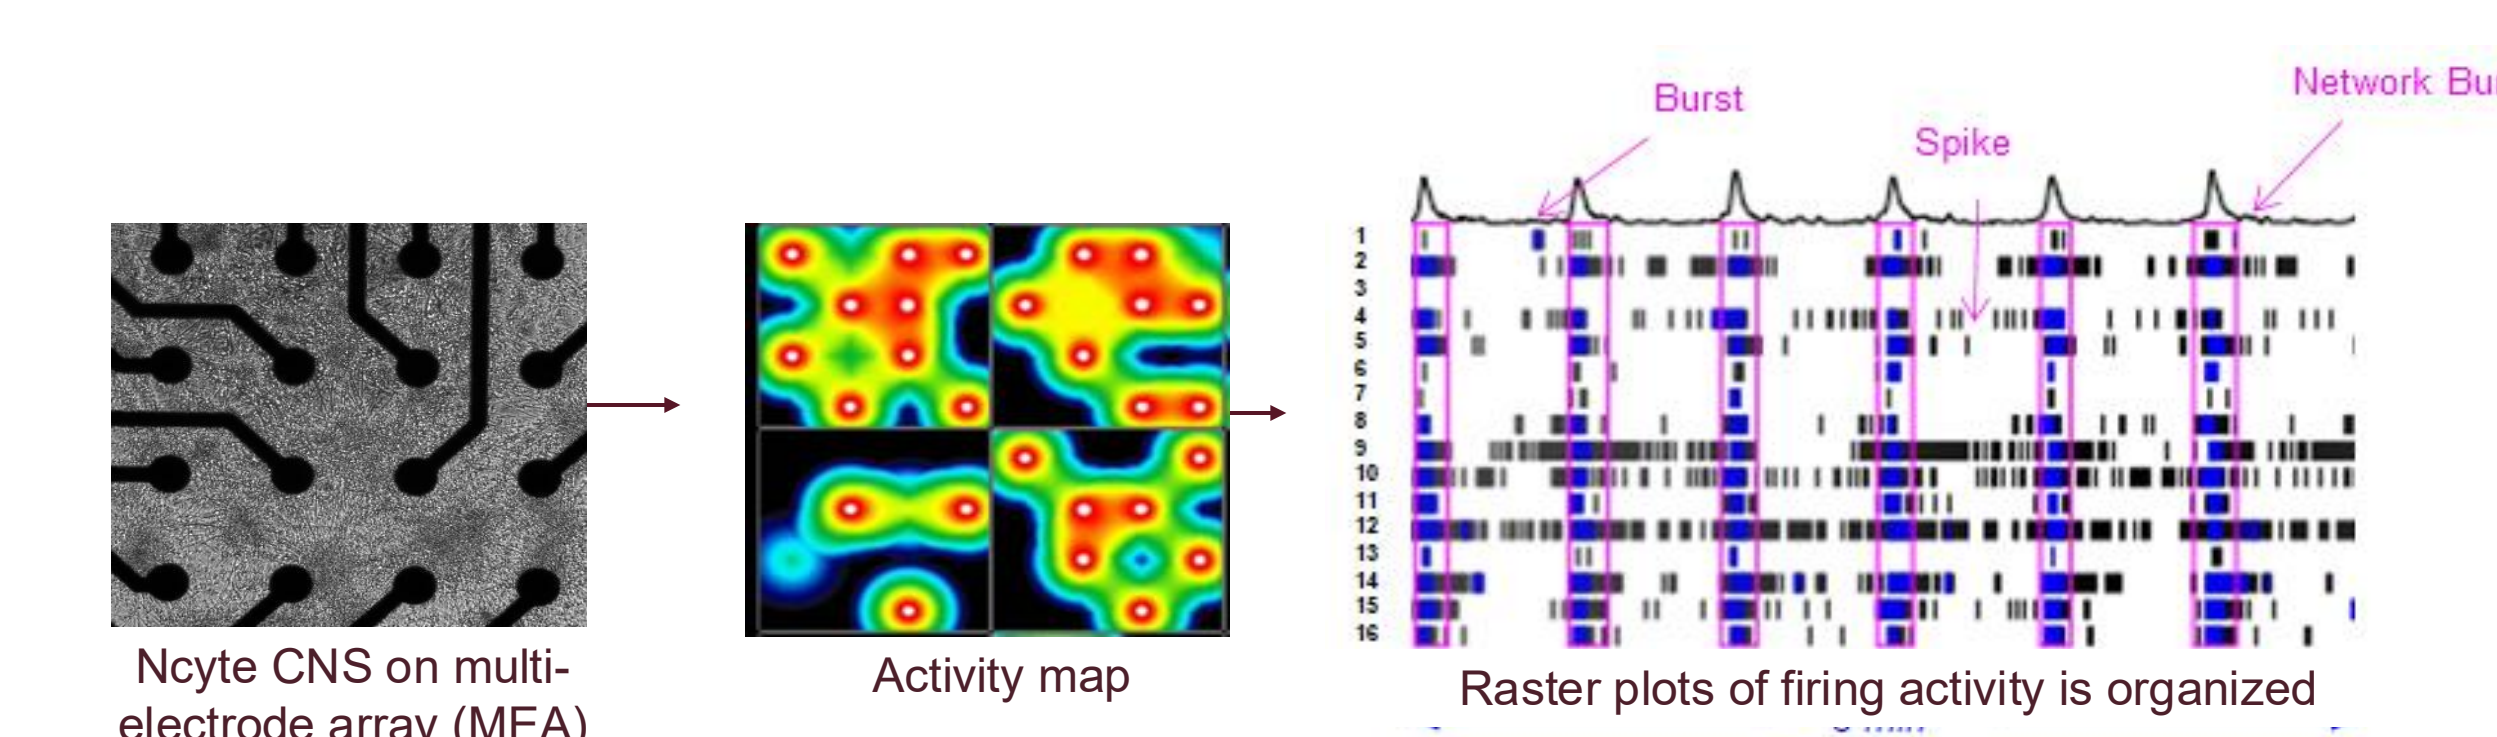 Network Bu
Burst
Spike
1
2
3
4
5
6
7
8
9
10
11
12
13
14
15
16
Ncyte CNS on multi-
electrode array (MEA)
Activity map
Raster plots of firing activity is organized